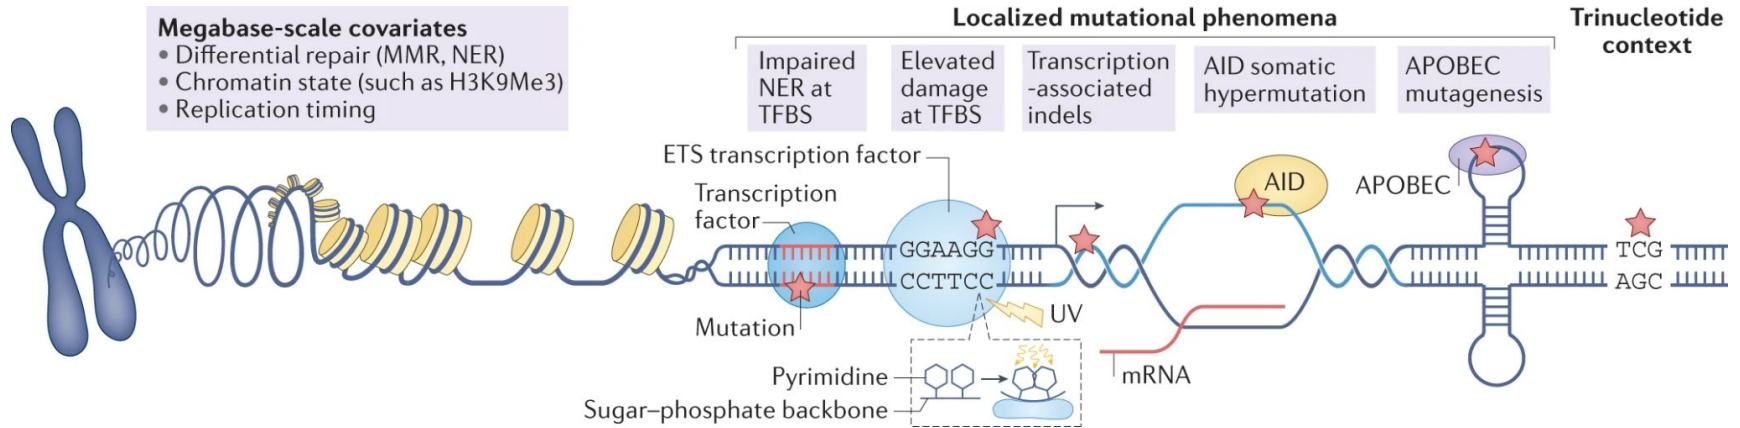 Megabase-scale covariates
• Differential repair (MMR, NER)
• Chromatin state (such as H3K9Me3)
• Replication timing
Localized mutational phenomena
Impaired
NER at
TFBS
Elevated
damage
at TFBS
Transcription
-associated
indels
AID somatic
hypermutation
APOBEC
mutagenesis
Trinucleotide
context
ETS transcription factor
Transcription
factor
Mutation
GGAAGG
CCTTCC
UV
Pyrimidine
Sugar–phosphate backbone
mRNA
AID
APOBEC
TCG
AGC